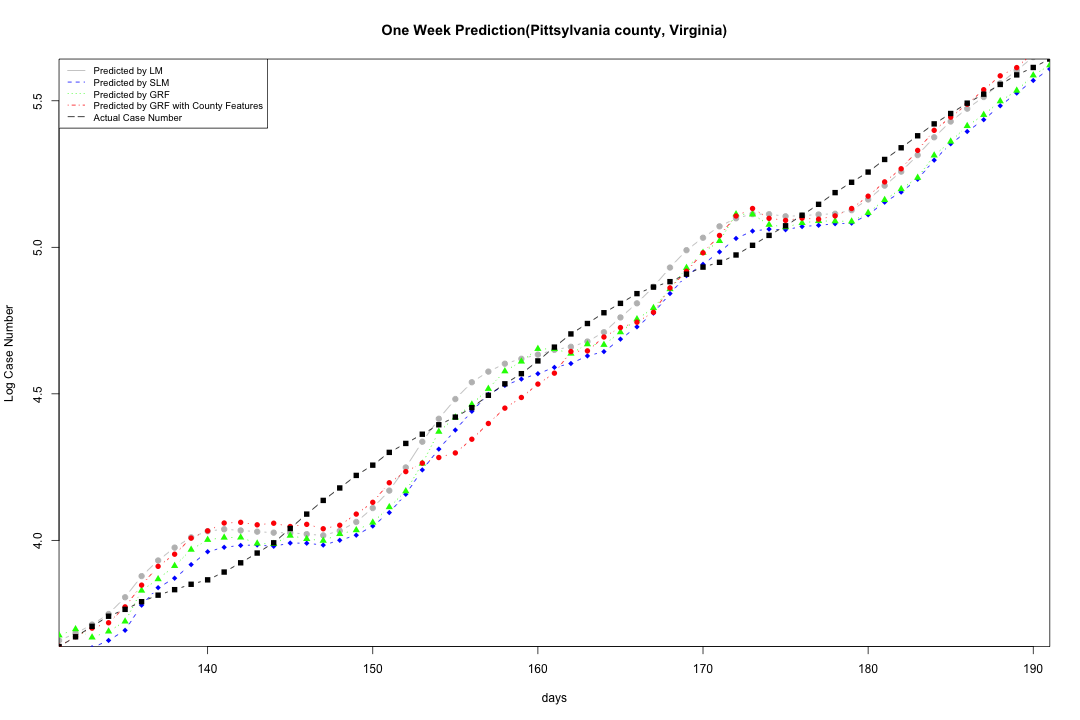 One Week Prediction(Pittsylvania county, Virginia)
Predicted by LM
Predicted by SLM
Predicted by GRF
Predicted by GRF with County Features
Actual Case Number
Log Case Number
5.5
5.0
4.5
4.0
140 150 160 170 180 190
days